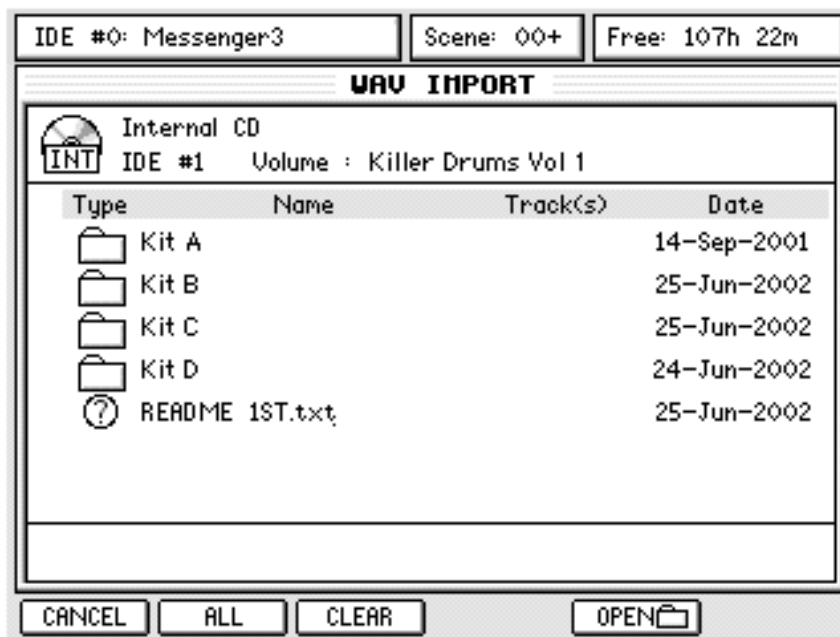 IDE #0: Messenger3 Scene: 00+ Free: 107h 22m
WAV IMPORT
Internal CD
INT IDE #1 Volume : Killer Drums Vol 1
Type Name Track(s) Date
Kit A 14-Sep-2001
Kit B 25-Jun-2002
Kit C 25-Jun-2002
Kit D 24-Jun-2002
? README 1ST.txt 25-Jun-2002
CANCEL ALL CLEAR OPEN